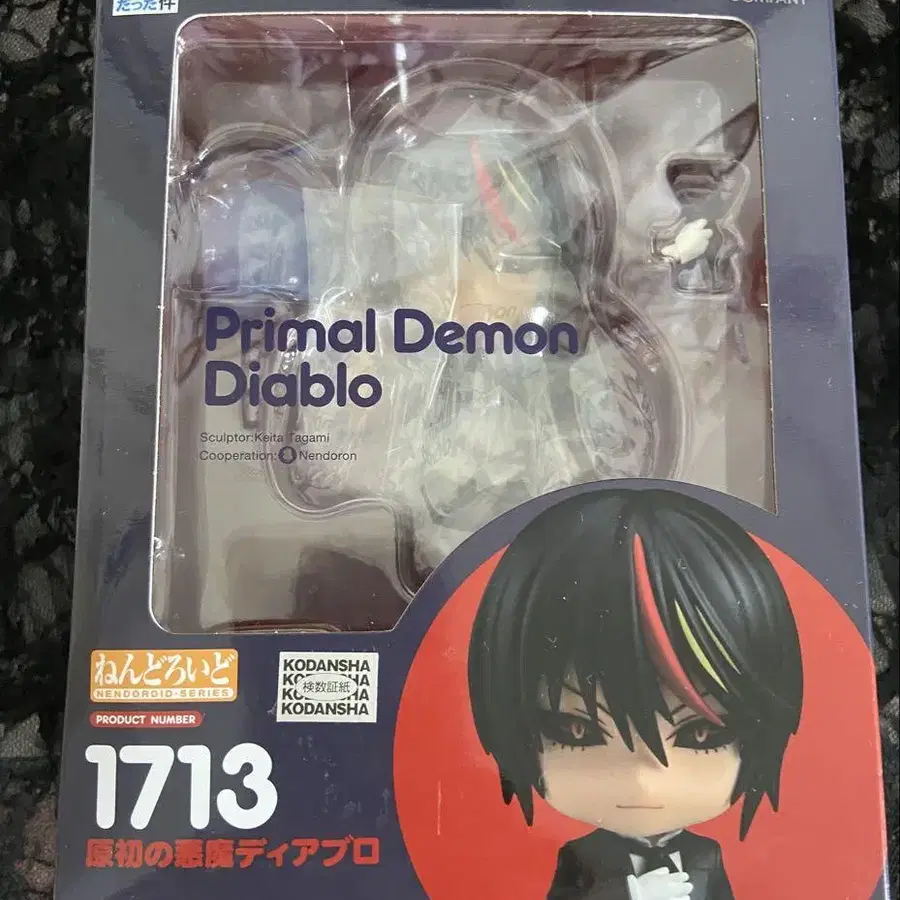 だった件
COMPANY
Primal Demon
Diablo
Sculptor:Keita Tagami
Cooperation: Nendoron
ねんどろいど
NENDOROID-SERIES
PRODUCT NUMBER
1713
原初の悪魔ディアブロ
KODANSHA
検数証紙
KODANSHA